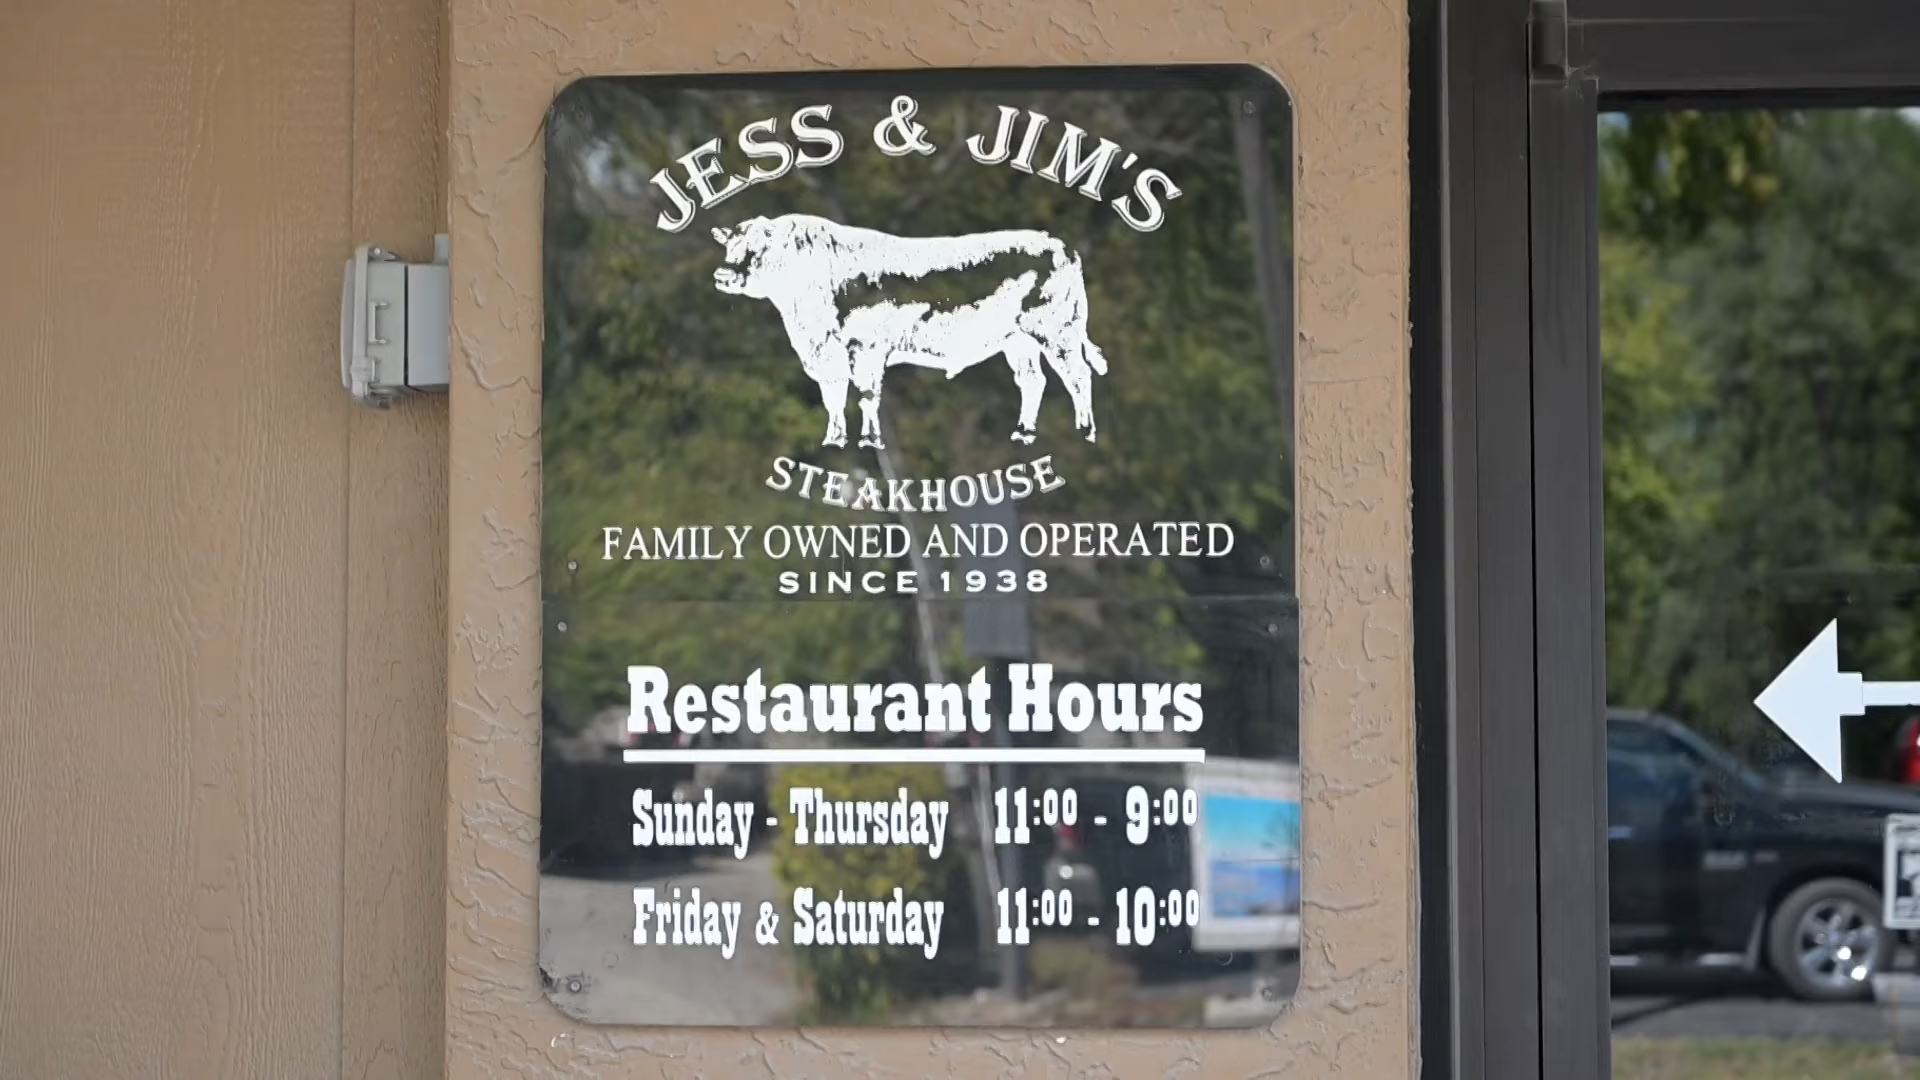 JESS & JIM'S
STEAKHOUSE
FAMILY OWNED AND OPERATED
SINCE 1938
Restaurant Hours
Sunday - Thursday 11:00 - 9:00
Friday & Saturday 11:00 - 10:00